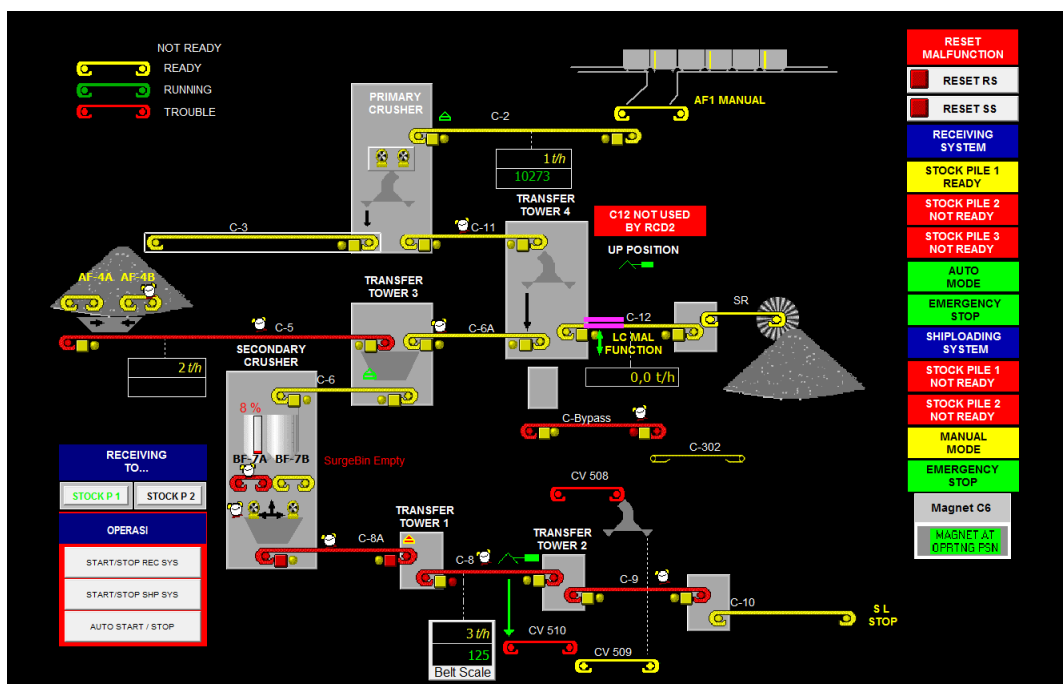 NOT READY
READY
RUNNING
TROUBLE
PRIMARY
CRUSHER
C-2
AF1 MANUAL
1 t/h
10273
TRANSFER
TOWER 4
C12 NOT USED
BY RCD2
UP POSITION
C-3
C-11
AF-4A AF-4B
TRANSFER
TOWER 3
C-5
C-6A
C-12
SR
LC MAL
FUNCTION
0,0 t/h
2 t/h
SECONDARY
CRUSHER
C-6
8 %
BF-7A BF-7B
SurgeBin Empty
C-Bypass
C-302
CV 508
TRANSFER
TOWER 1
C-8A
C-8
TRANSFER
TOWER 2
C-9
C-10
S L
STOP
3 t/h
125
Belt Scale
CV 510
CV 509
RECEIVING
TO...
STOCK P 1
STOCK P 2
OPERASI
START/STOP REC SYS
START/STOP SHP SYS
AUTO START / STOP
RESET
MALFUNCTION
RESET RS
RESET SS
RECEIVING
SYSTEM
STOCK PILE 1
READY
STOCK PILE 2
NOT READY
STOCK PILE 3
NOT READY
AUTO
MODE
EMERGENCY
STOP
SHIPLOADING
SYSTEM
STOCK PILE 1
NOT READY
STOCK PILE 2
NOT READY
MANUAL
MODE
EMERGENCY
STOP
Magnet C6
MAGNET AT
OPRTNG PSN